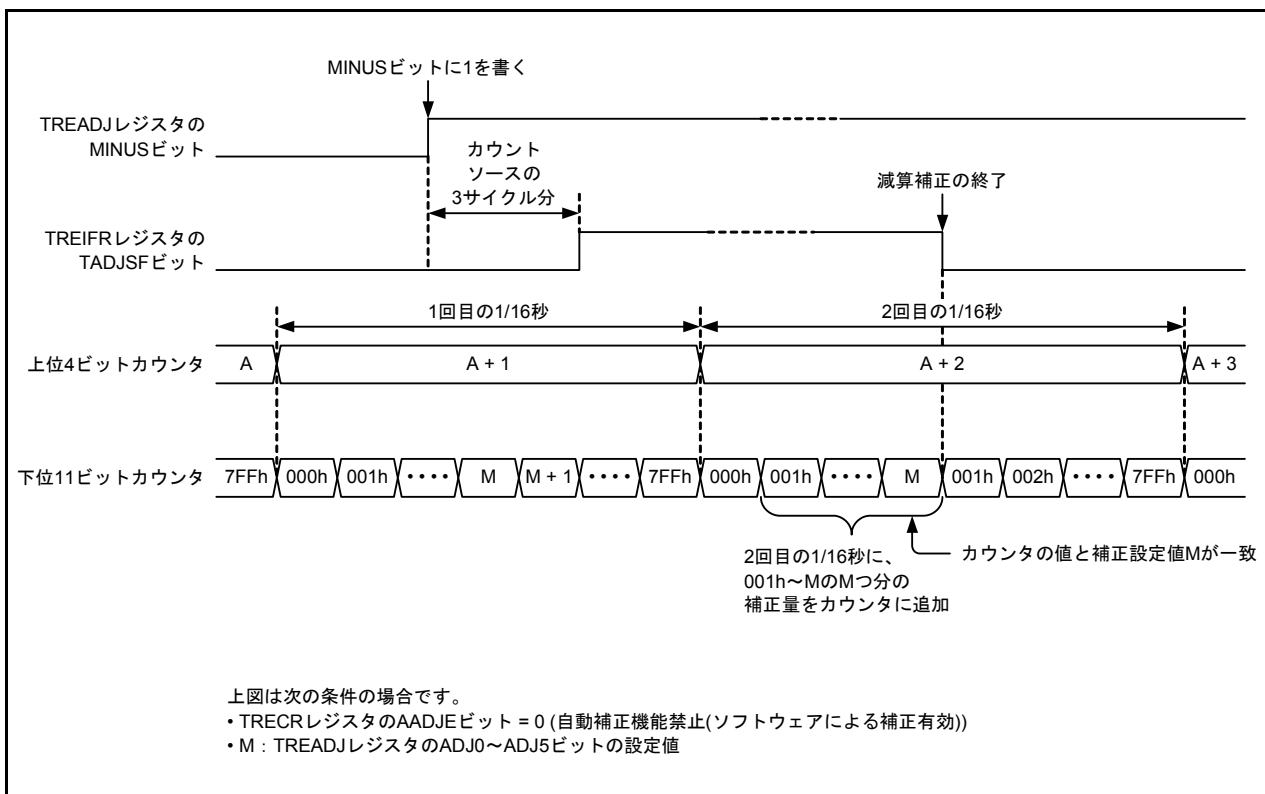 MINUSビットに1を書く
TREADJレジスタの
MINUSビット
カウント
ソースの
3サイクル分
減算補正の終了
TREIFRレジスタの
TADJSFビット
1回目の1/16秒
2回目の1/16秒
上位4ビットカウンタ
A
A + 1
A + 2
A + 3
下位11ビットカウンタ
7FFh 000h 001h ・・・・ M M + 1 ・・・・ 7FFh 000h 001h ・・・・ M 001h 002h ・・・・ 7FFh 000h
カウンタの値と補正設定値Mが一致
2回目の1/16秒に、
001h～MのMつ分の
補正量をカウンタに追加
上図は次の条件の場合です。
• TRECRレジスタのAADJEビット = 0 (自動補正機能禁止(ソフトウェアによる補正有効))
• M：TREADJレジスタのADJ0～ADJ5ビットの設定値